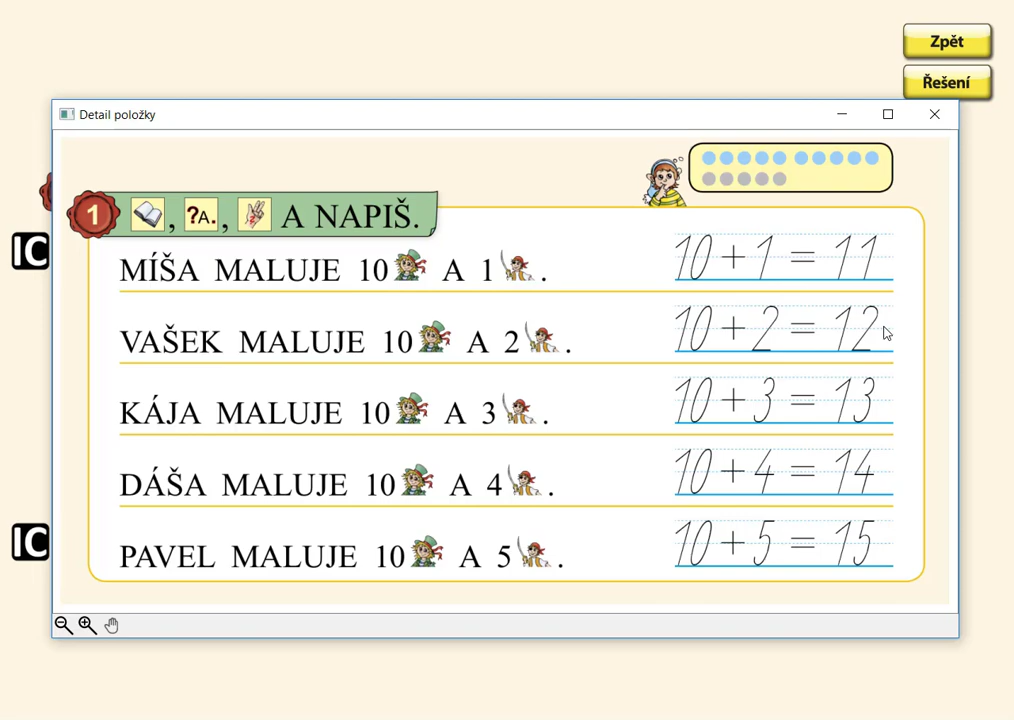 Zpět
Řešení
Detail položky
1 , ?A. , A NAPIŠ.
MÍŠA MALUJE 10 A 1 .
10 + 1 = 11
VAŠEK MALUJE 10 A 2 .
10 + 2 = 12
KÁJA MALUJE 10 A 3 .
10 + 3 = 13
DÁŠA MALUJE 10 A 4 .
10 + 4 = 14
PAVEL MALUJE 10 A 5 .
10 + 5 = 15
IC
IC